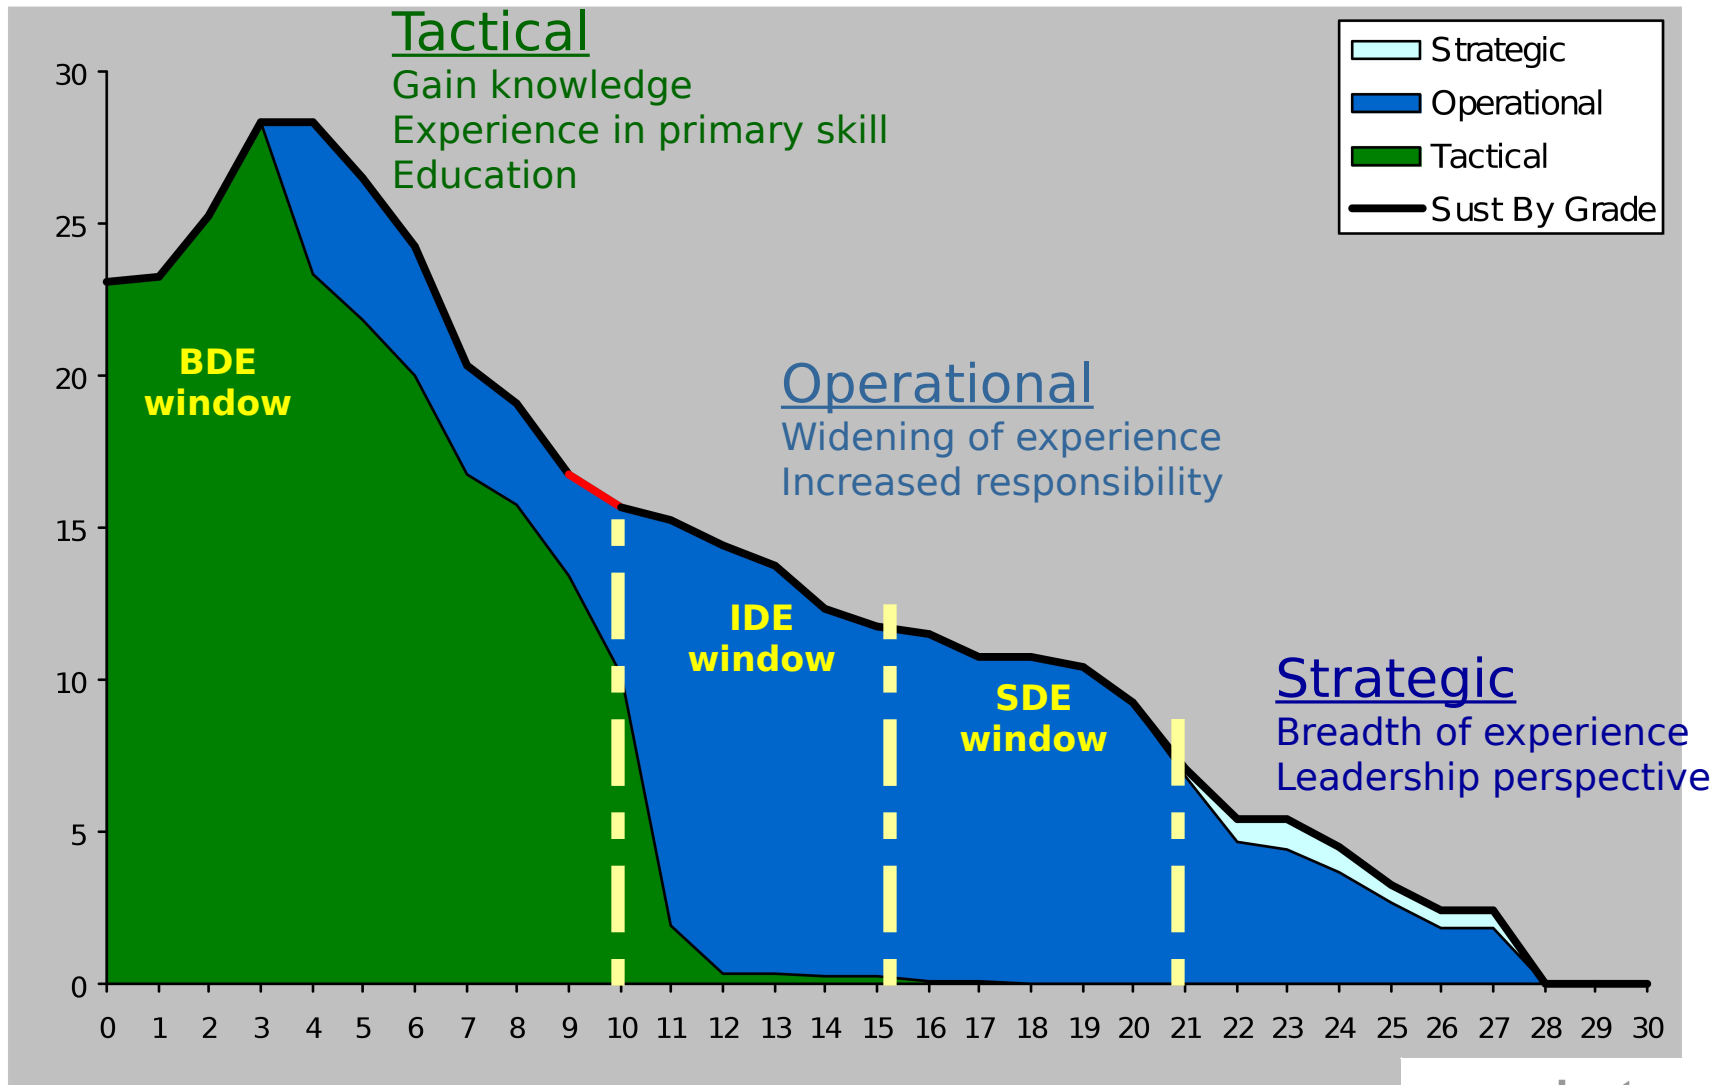 Tactical
Gain knowledge
Experience in primary skill
Education
Strategic
Operational
Tactical
Sust By Grade
30
25
20
15
10
5
0
BDE
window
Operational
Widening of experience
Increased responsibility
IDE
window
SDE
window
Strategic
Breadth of experience
Leadership perspective
0 1 2 3 4 5 6 7 8 9 10 11 12 13 14 15 16 17 18 19 20 21 22 23 24 25 26 27 28 29 30